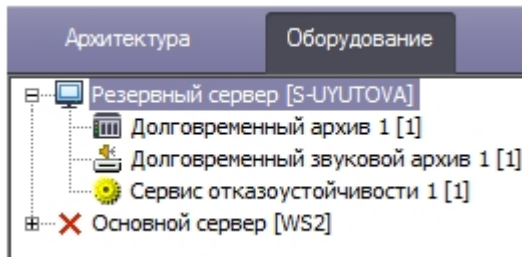 Архитектура Оборудование
Резервный сервер [S-UYUTOVA]
Долговременный архив 1 [1]
Долговременный звуковой архив 1 [1]
Сервис отказоустойчивости 1 [1]
Основной сервер [WS2]